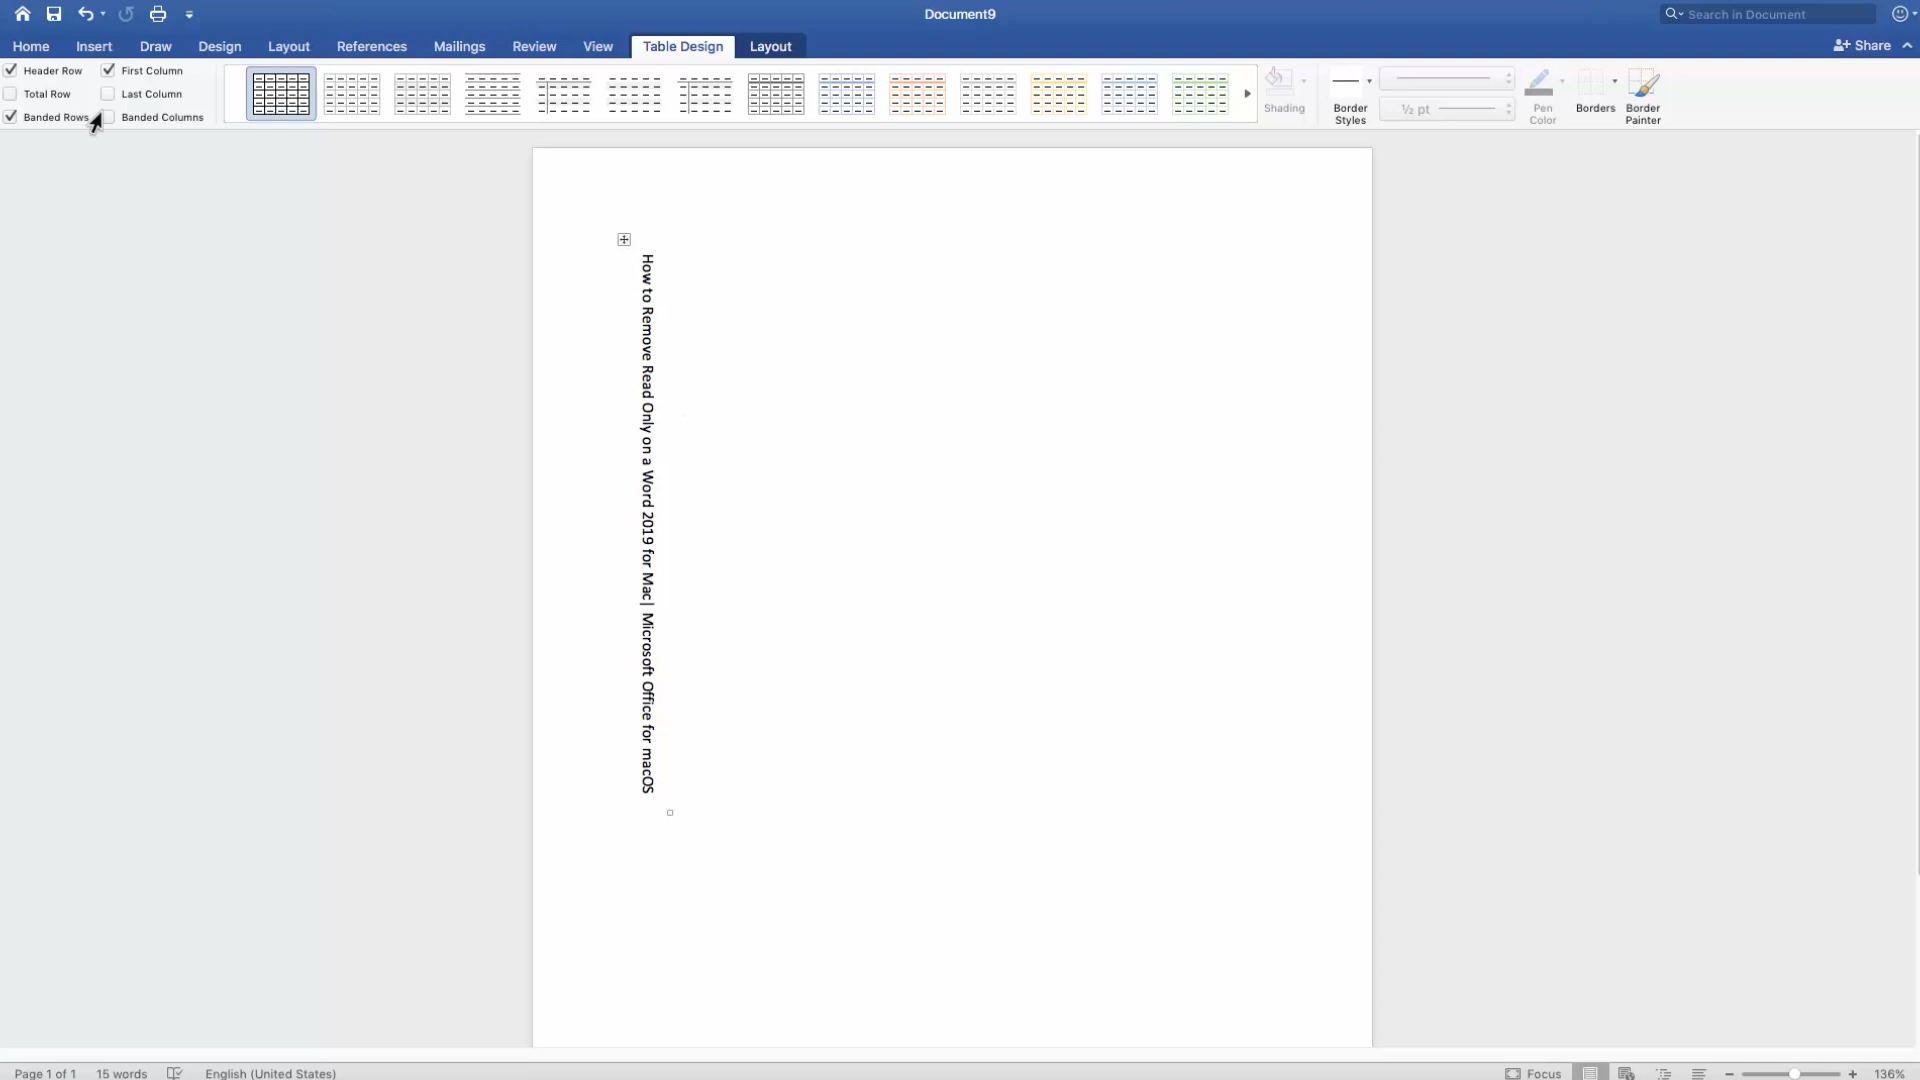 Document9
Search in Document
Home Insert Draw Design Layout References Mailings Review View Table Design Layout
Share
Header Row First Column
Total Row Last Column
Banded Rows Banded Columns
Shading
Border Styles
½ pt
Pen Color
Borders
Border Painter
How to Remove Read Only on a Word 2019 for Mac| Microsoft Office for macOS
Page 1 of 1 15 words English (United States) Focus 136%